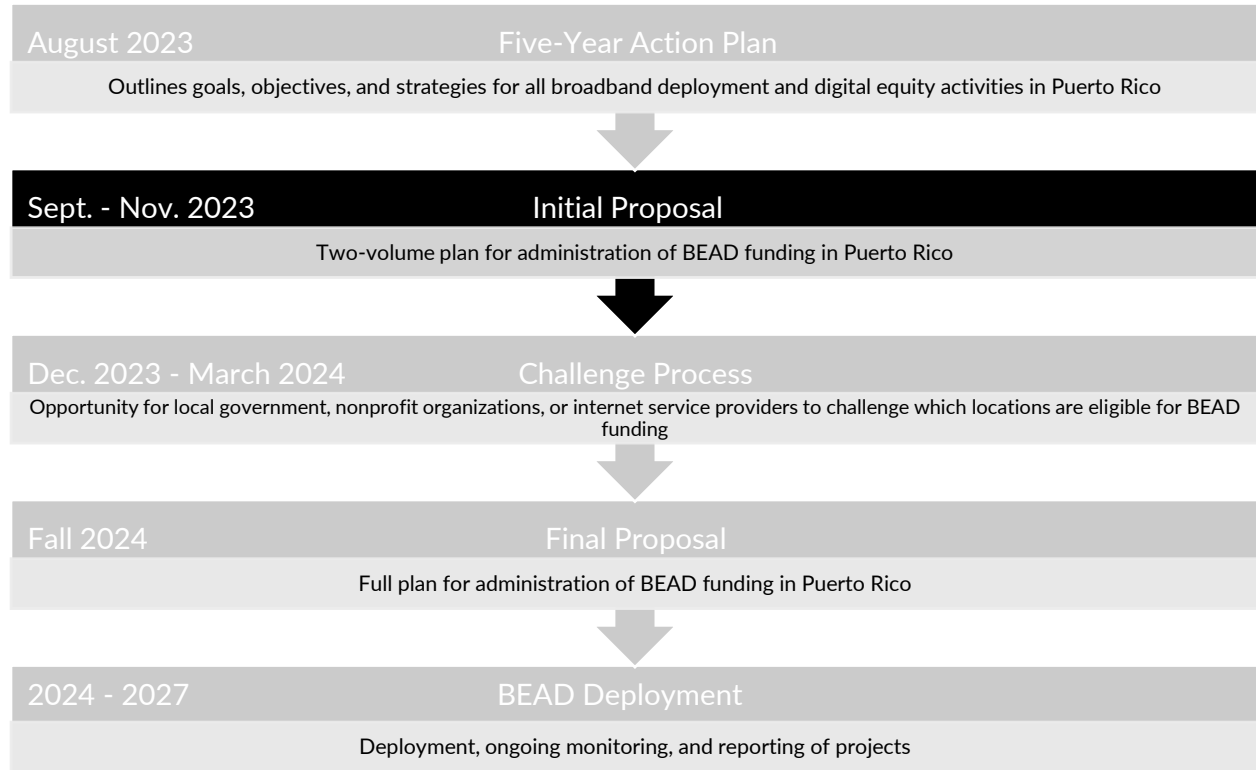 August 2023 Five-Year Action Plan
Outlines goals, objectives, and strategies for all broadband deployment and digital equity activities in Puerto Rico
Sept. - Nov. 2023 Initial Proposal
Two-volume plan for administration of BEAD funding in Puerto Rico
Dec. 2023 - March 2024 Challenge Process
Opportunity for local government, nonprofit organizations, or internet service providers to challenge which locations are eligible for BEAD
funding
Fall 2024 Final Proposal
Full plan for administration of BEAD funding in Puerto Rico
2024 - 2027 BEAD Deployment
Deployment, ongoing monitoring, and reporting of projects